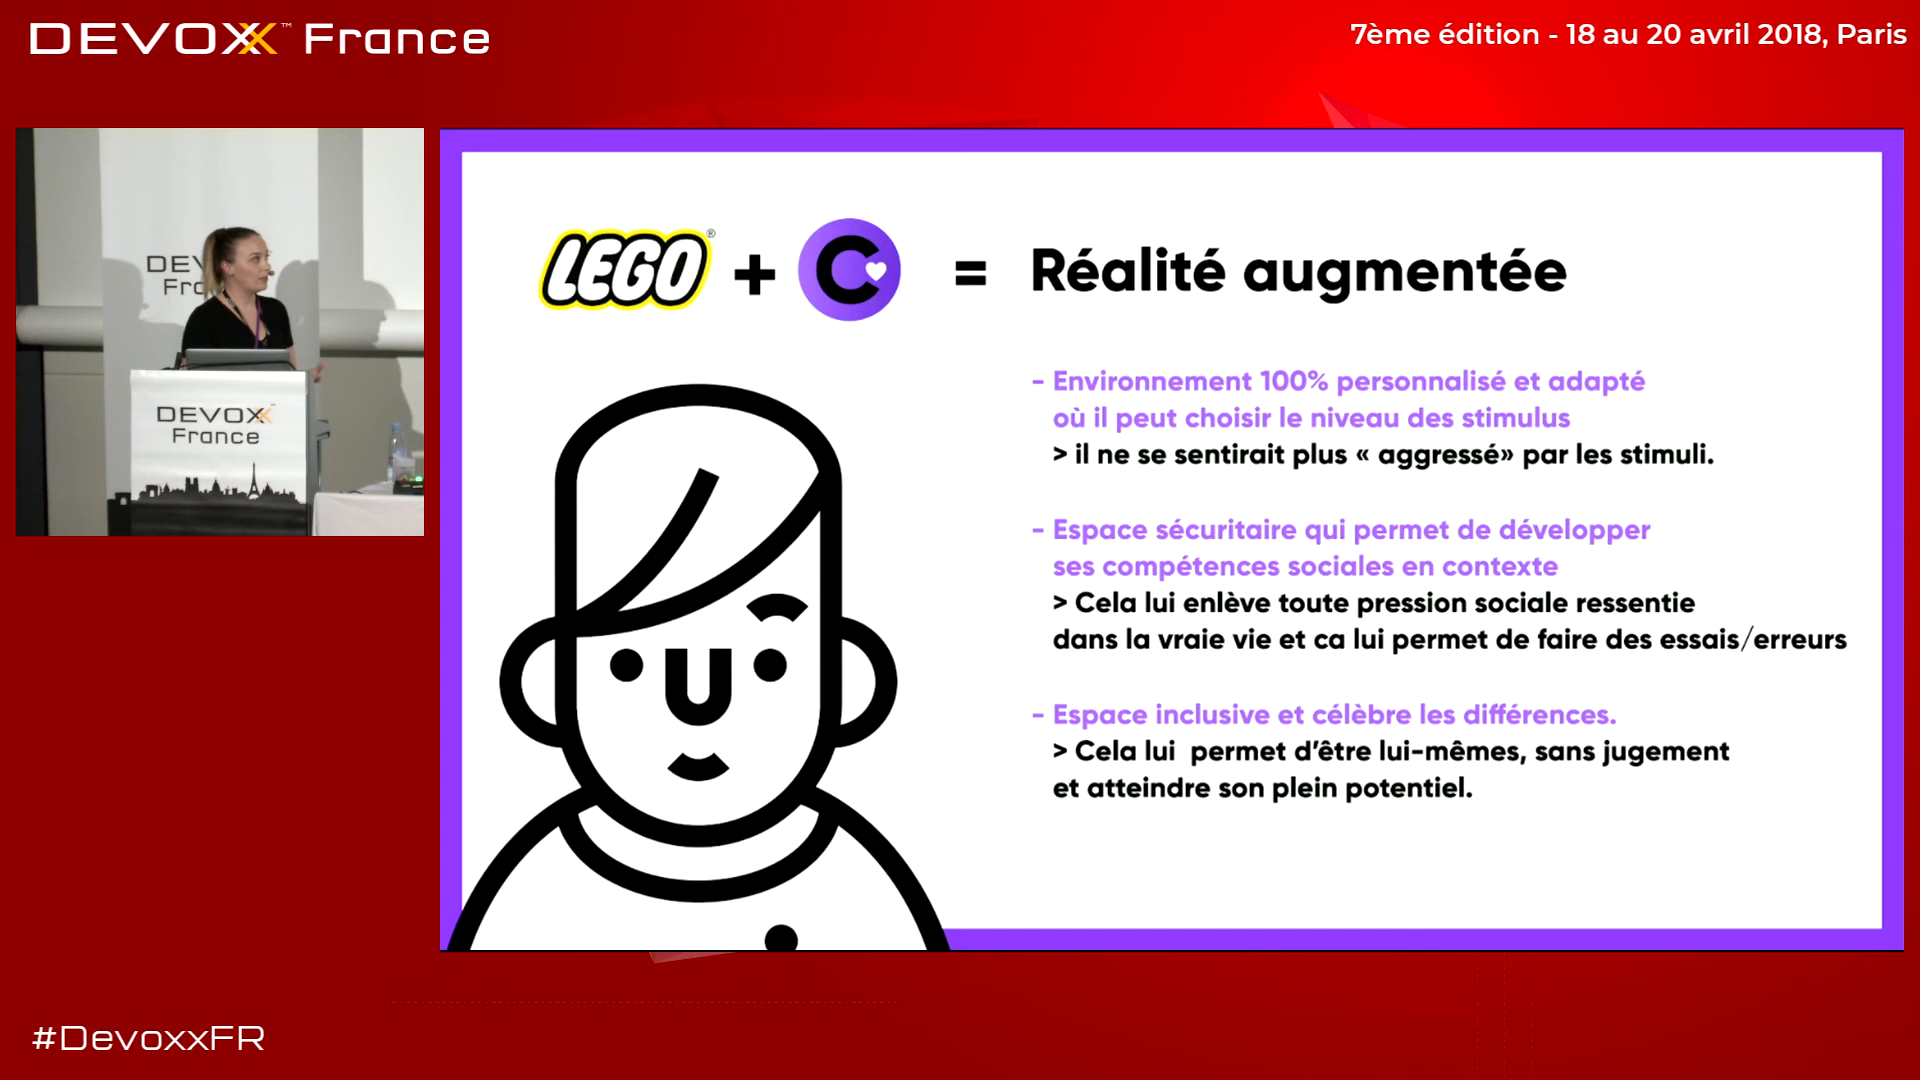 DEVOXX™ France
7ème édition - 18 au 20 avril 2018, Paris
DEV
Fra
DEVOXX™
France
LEGO® + C = Réalité augmentée
- Environnement 100% personnalisé et adapté
où il peut choisir le niveau des stimulus
> il ne se sentirait plus « aggressé» par les stimuli.
- Espace sécuritaire qui permet de développer
ses compétences sociales en contexte
> Cela lui enlève toute pression sociale ressentie
dans la vraie vie et ca lui permet de faire des essais/erreurs
- Espace inclusive et célèbre les différences.
> Cela lui permet d'être lui-mêmes, sans jugement
et atteindre son plein potentiel.
#DevoxxFR